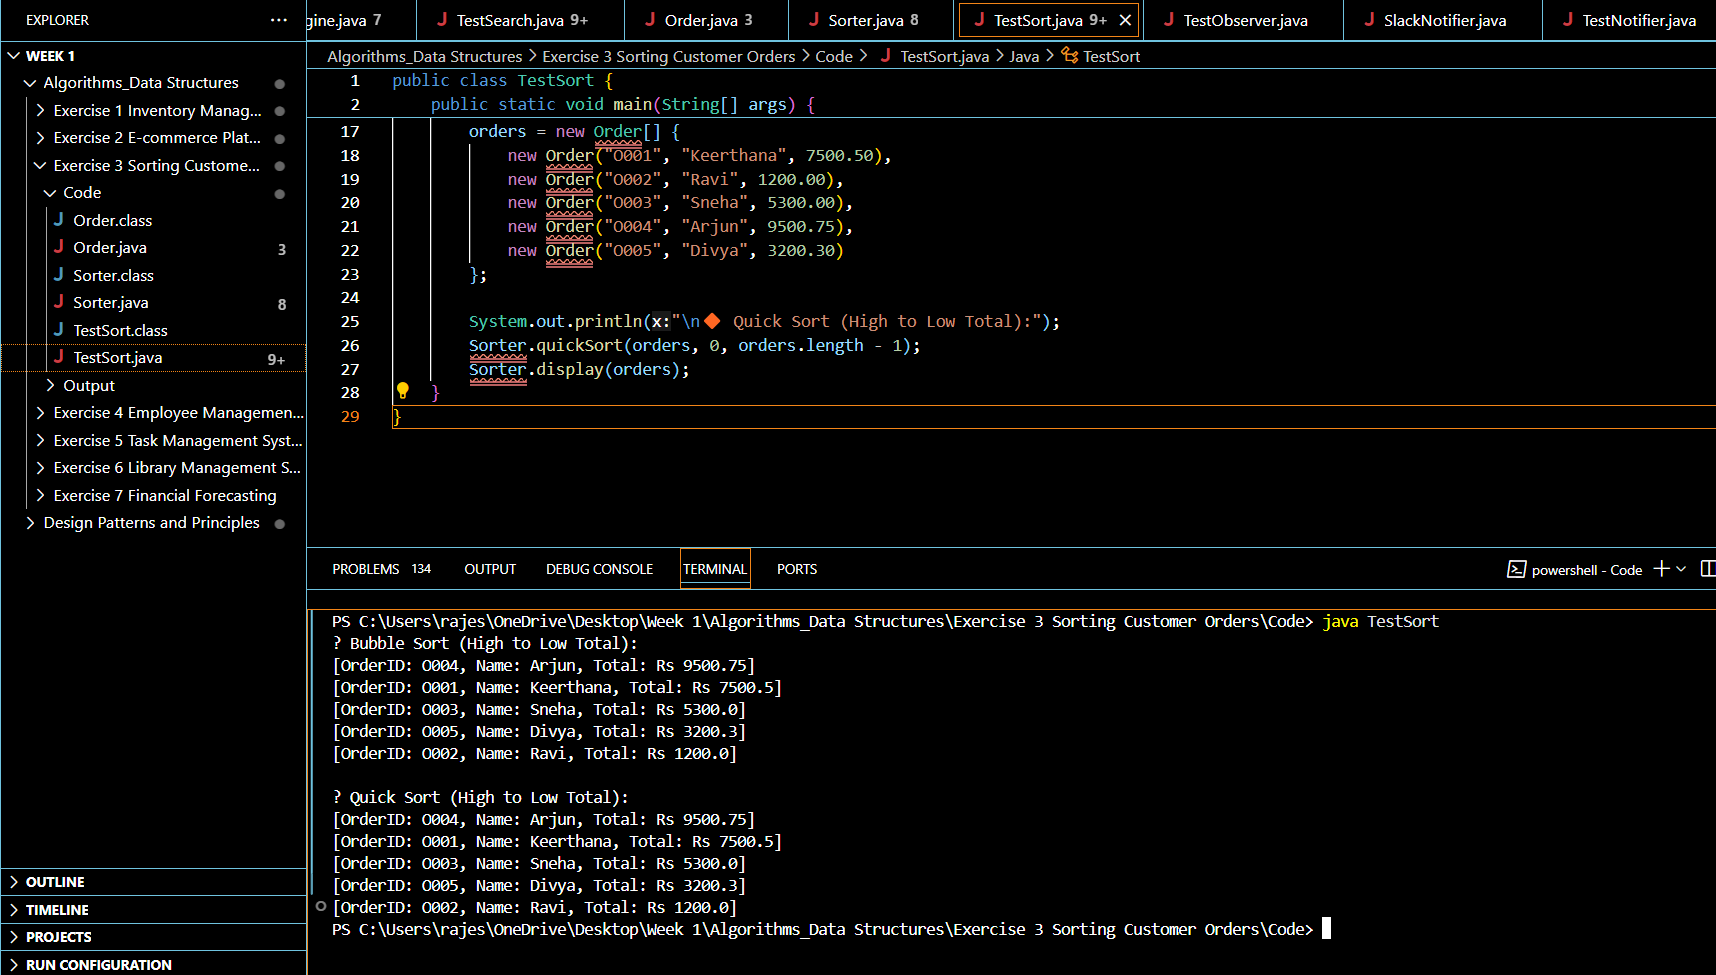 EXPLORER ...
WEEK 1
Algorithms_Data Structures
Exercise 1 Inventory Manag...
Exercise 2 E-commerce Plat...
Exercise 3 Sorting Custome...
Code
Order.class
Order.java 3
Sorter.class
Sorter.java 8
TestSort.class
TestSort.java 9+
Output
Exercise 4 Employee Managemen...
Exercise 5 Task Management Syst...
Exercise 6 Library Management S...
Exercise 7 Financial Forecasting
Design Patterns and Principles
OUTLINE
TIMELINE
PROJECTS
RUN CONFIGURATION
gine.java 7 J TestSearch.java 9+ J Order.java 3 J Sorter.java 8 J TestSort.java 9+ J TestObserver.java J SlackNotifier.java J TestNotifier.java
Algorithms_Data Structures > Exercise 3 Sorting Customer Orders > Code > J TestSort.java > Java > TestSort
1 public class TestSort {
2 public static void main(String[] args) {
17 orders = new Order[] {
18 new Order("O001", "Keerthana", 7500.50),
19 new Order("O002", "Ravi", 1200.00),
20 new Order("O003", "Sneha", 5300.00),
21 new Order("O004", "Arjun", 9500.75),
22 new Order("O005", "Divya", 3200.30)
23 };
24
25 System.out.println(x:"\n🔶 Quick Sort (High to Low Total):");
26 Sorter.quickSort(orders, 0, orders.length - 1);
27 Sorter.display(orders);
28 }
29 }
PROBLEMS 134 OUTPUT DEBUG CONSOLE TERMINAL PORTS powershell - Code
PS C:\Users\rajes\OneDrive\Desktop\Week 1\Algorithms_Data Structures\Exercise 3 Sorting Customer Orders\Code> java TestSort
? Bubble Sort (High to Low Total):
[OrderID: O004, Name: Arjun, Total: Rs 9500.75]
[OrderID: O001, Name: Keerthana, Total: Rs 7500.5]
[OrderID: O003, Name: Sneha, Total: Rs 5300.0]
[OrderID: O005, Name: Divya, Total: Rs 3200.3]
[OrderID: O002, Name: Ravi, Total: Rs 1200.0]
? Quick Sort (High to Low Total):
[OrderID: O004, Name: Arjun, Total: Rs 9500.75]
[OrderID: O001, Name: Keerthana, Total: Rs 7500.5]
[OrderID: O003, Name: Sneha, Total: Rs 5300.0]
[OrderID: O005, Name: Divya, Total: Rs 3200.3]
[OrderID: O002, Name: Ravi, Total: Rs 1200.0]
PS C:\Users\rajes\OneDrive\Desktop\Week 1\Algorithms_Data Structures\Exercise 3 Sorting Customer Orders\Code>